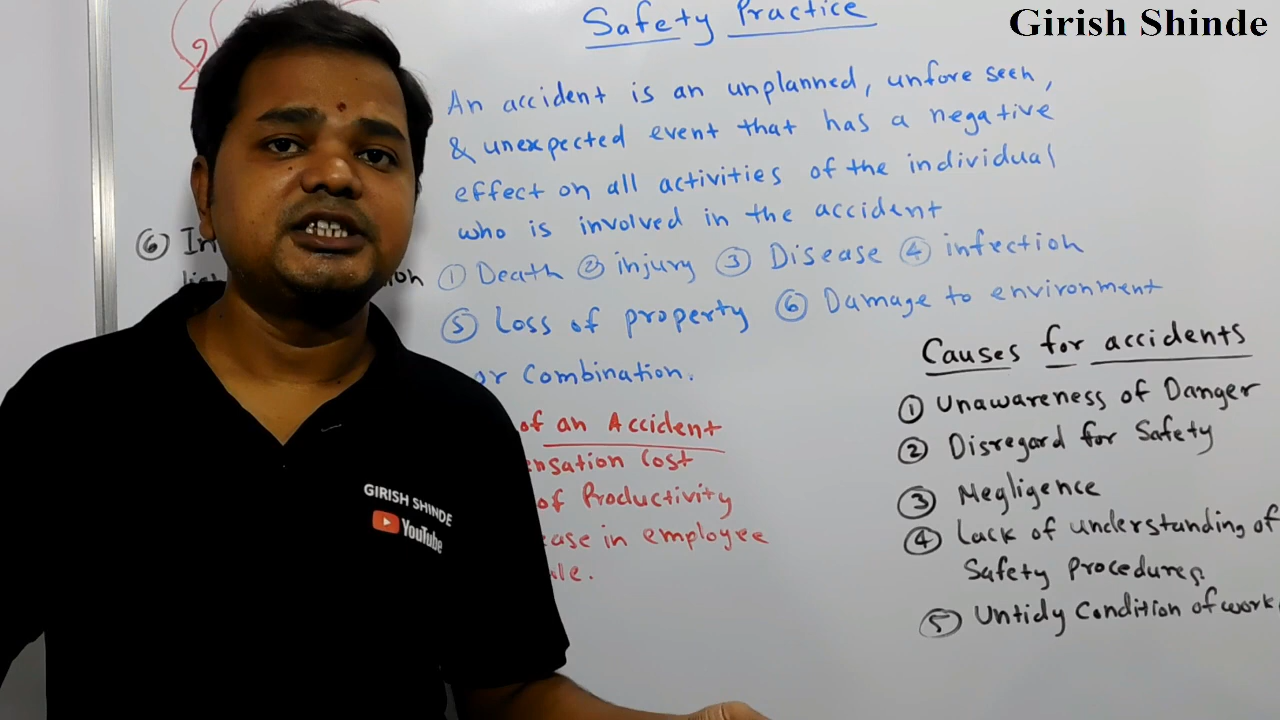 Girish Shinde
Safety Practice
An accident is an unplanned, unfore seen,
& unexpected event that has a negative
effect on all activities of the individual
who is involved in the accident
① Death ② injury ③ Disease ④ infection
⑤ Loss of property ⑥ Damage to environment
or Combination.
of an Accident
Cost
of Productivity
in employee
⑥
Causes for accidents
① Unawareness of Danger
② Disregard for Safety
③ Negligence
④ Lack of understanding of
Safety Procedures
⑤ Untidy Condition of work
GIRISH SHINDE
YouTube